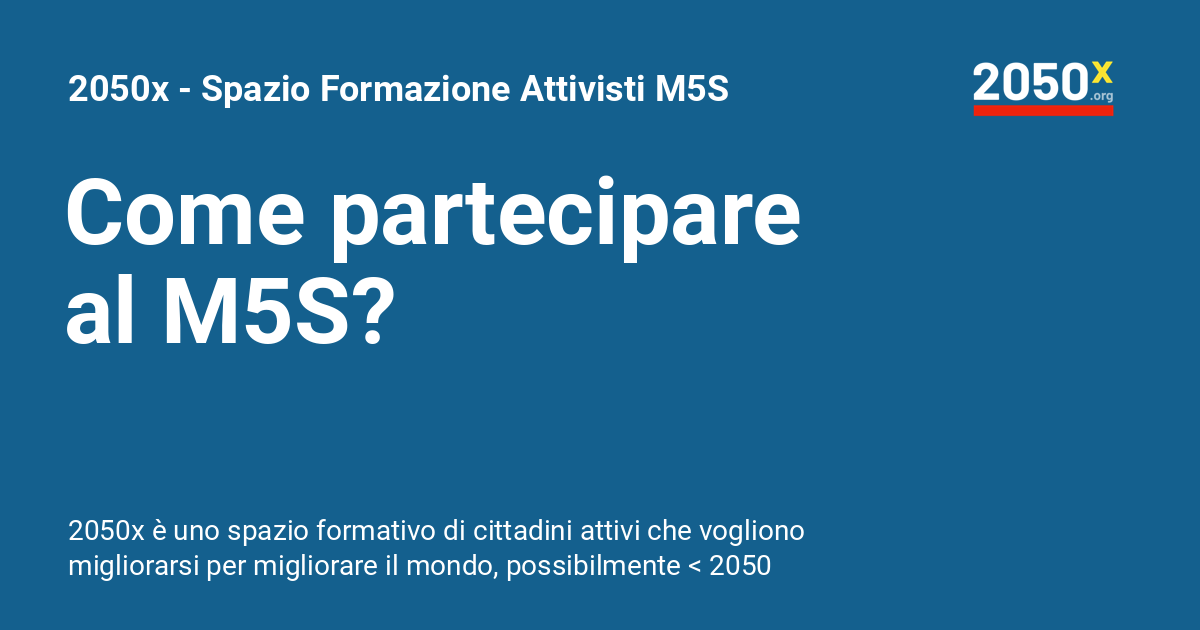 2050x - Spazio Formazione Attivisti M5S
2050x
.org
Come partecipare
al M5S?
2050x è uno spazio formativo di cittadini attivi che vogliono
migliorarsi per migliorare il mondo, possibilmente < 2050